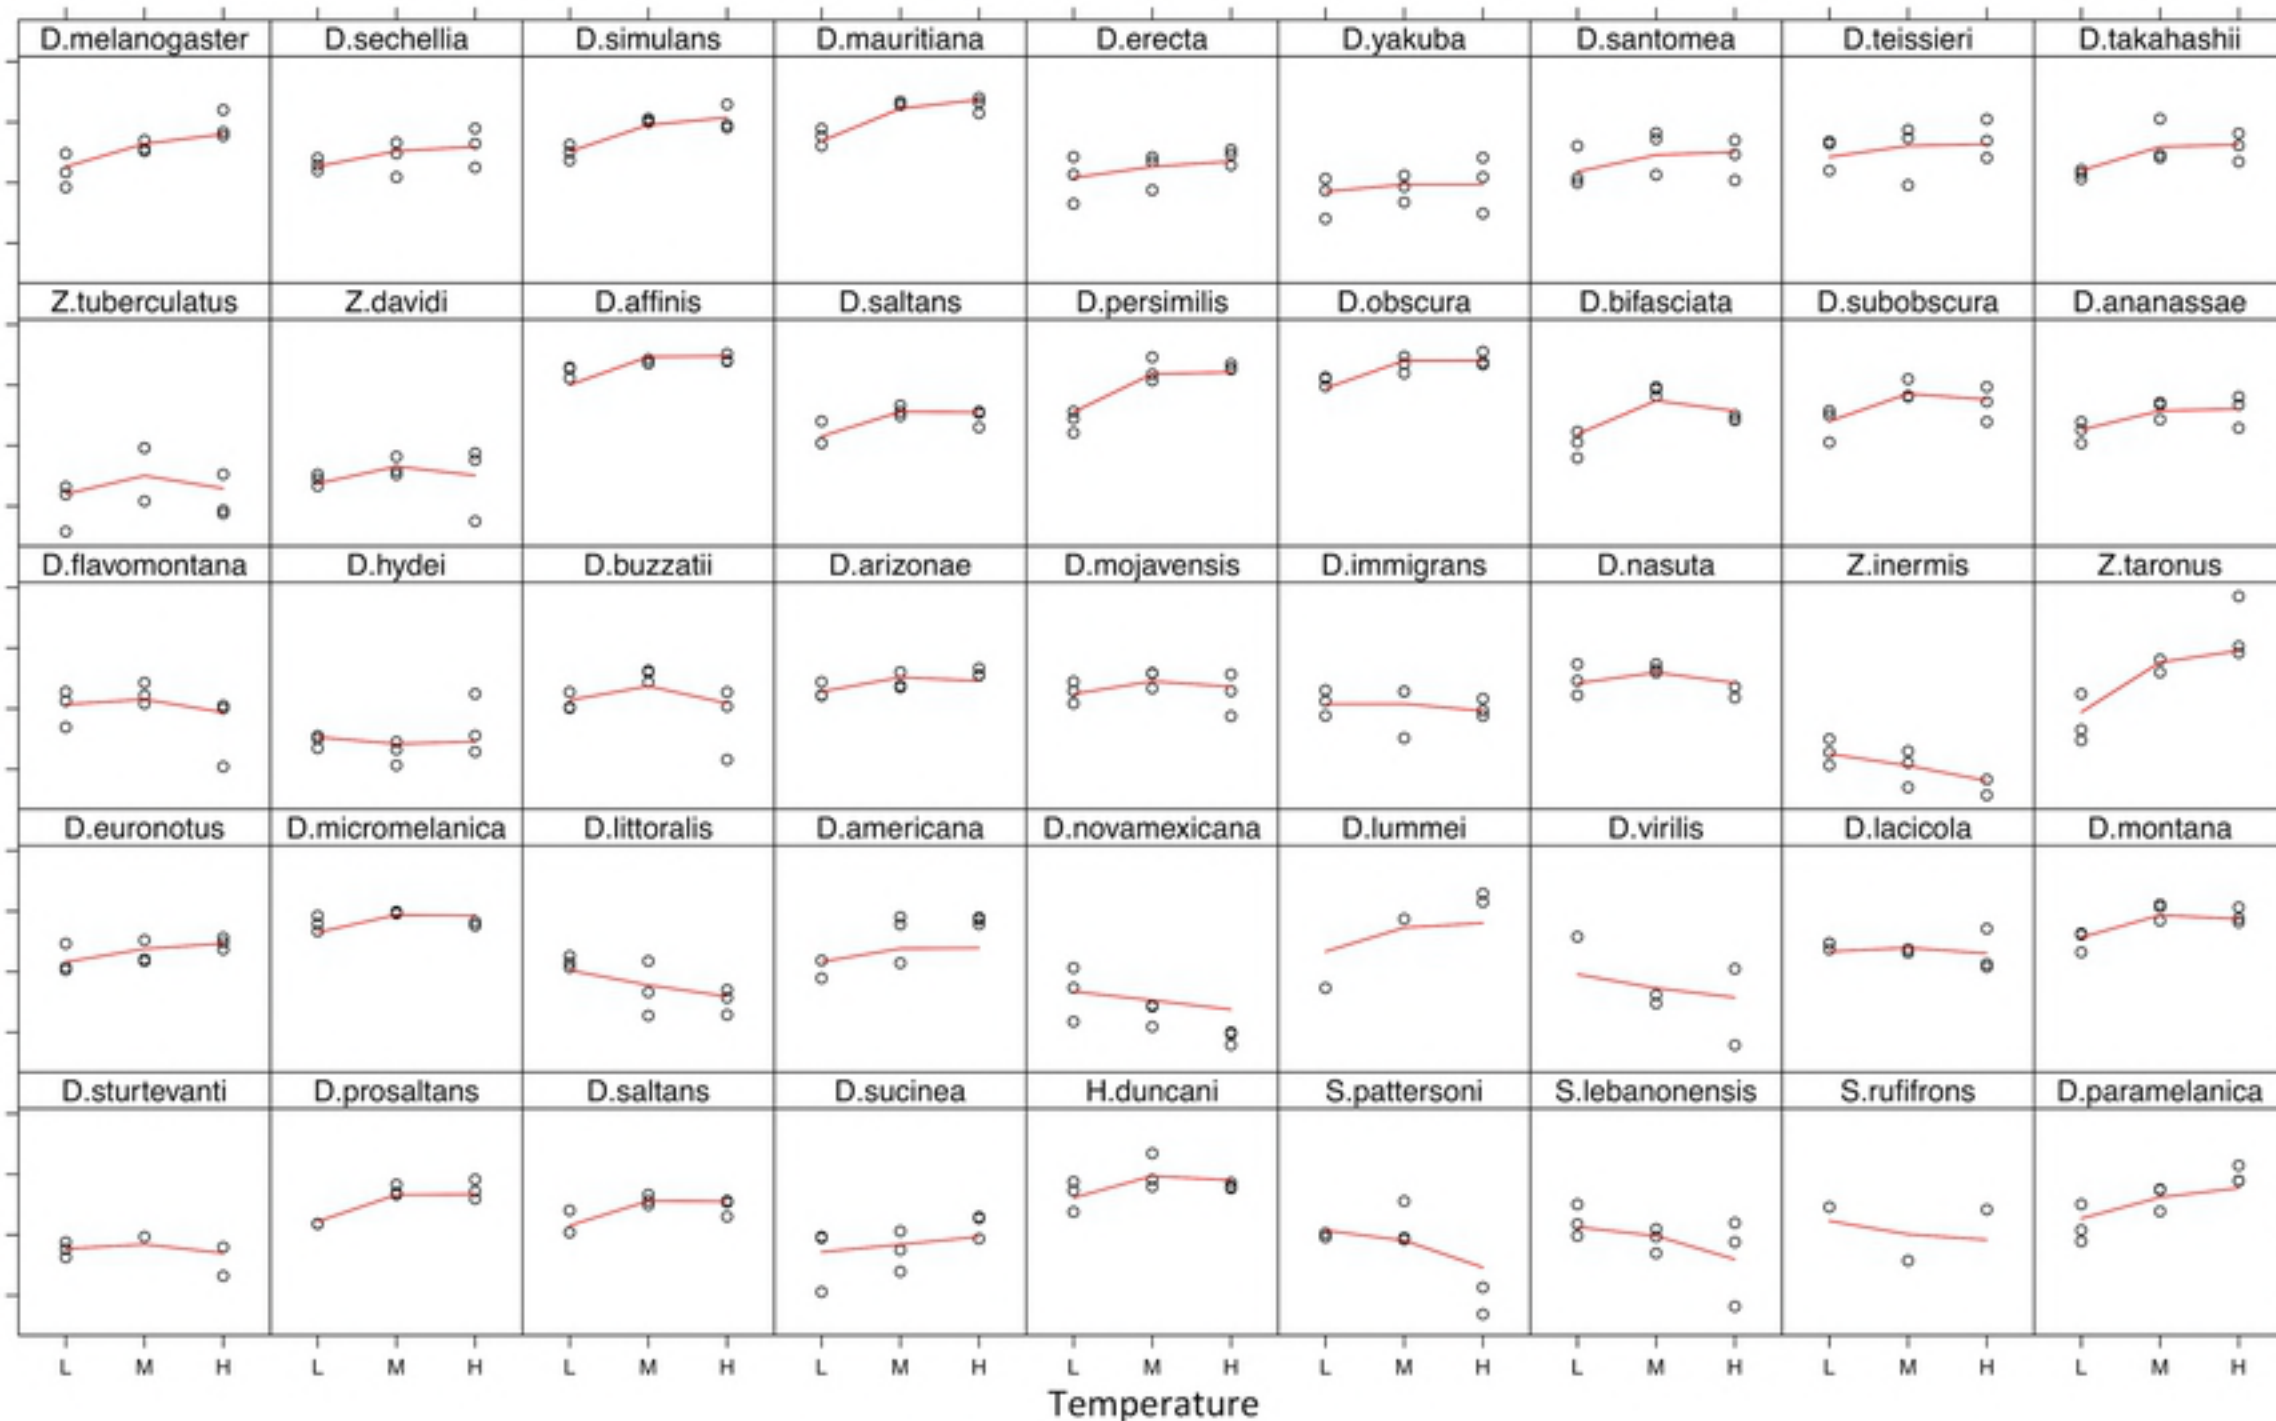 D.melanogaster D.sechellia D.simulans D.mauritiana D.erecta D.yakuba D.santomea D.teissieri D.takahashii
Z.tuberculatus Z.davidi D.affinis D.saltans D.persimilis D.obscura D.bifasciata D.subobscura D.ananassae
D.flavomontana D.hydei D.buzzatii D.arizonae D.mojavensis D.immigrans D.nasuta Z.inermis Z.taronus
D.euronotus D.micromelanica D.littoralis D.americana D.novamexicana D.lummei D.virilis D.lacicola D.montana
D.sturtevanti D.prosaltans D.saltans D.sucinea H.duncani S.pattersoni S.lebanonensis S.rufifrons D.paramelanica
L M H L M H L M H L M H L M H L M H L M H L M H L M H
Temperature